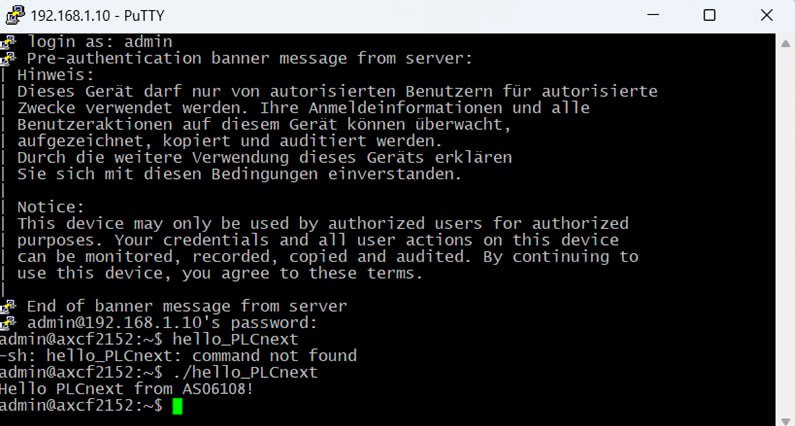 192.168.1.10 - PuTTY
login as: admin
Pre-authentication banner message from server:
| Hinweis:
| Dieses Gerät darf nur von autorisierten Benutzern für autorisierte
| Zwecke verwendet werden. Ihre Anmeldeinformationen und alle
| Benutzeraktionen auf diesem Gerät können überwacht,
| aufgezeichnet, kopiert und auditiert werden.
| Durch die weitere Verwendung dieses Geräts erklären
| Sie sich mit diesen Bedingungen einverstanden.
|
| Notice:
| This device may only be used by authorized users for authorized
| purposes. Your credentials and all user actions on this device
| can be monitored, recorded, copied and audited. By continuing to
| use this device, you agree to these terms.
|
End of banner message from server
admin@192.168.1.10's password:
admin@axcf2152:~$ hello_PLCnext
-sh: hello_PLCnext: command not found
admin@axcf2152:~$ ./hello_PLCnext
Hello PLCnext from AS06108!
admin@axcf2152:~$